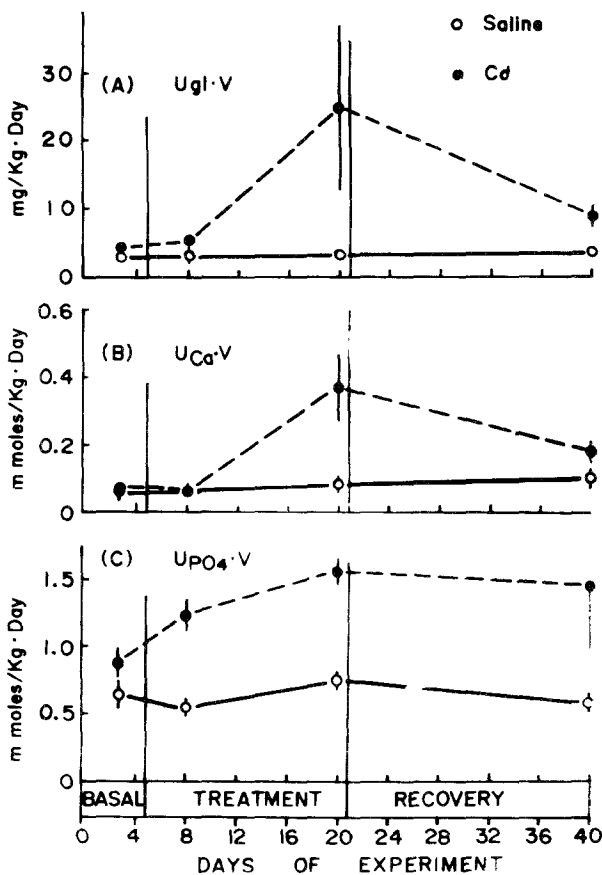 Saline
Cd
(A) Ugl·V
mg/Kg·Day
30
20
10
0
(B) UCa·V
m moles/Kg·Day
0.6
0.4
0.2
0
(C) UPO4·V
m moles/Kg·Day
1.5
1.0
0.5
0
BASAL TREATMENT RECOVERY
0 4 8 12 16 20 24 28 32 36 40
DAYS OF EXPERIMENT